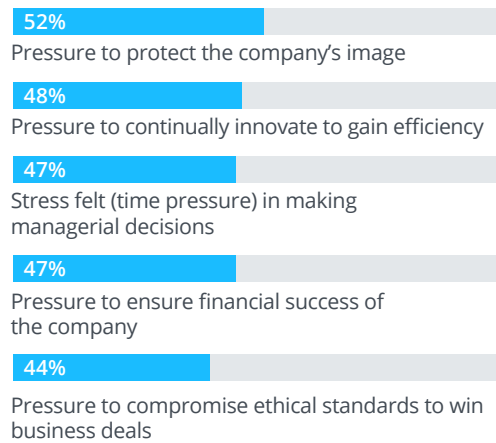 52%
Pressure to protect the company’s image
48%
Pressure to continually innovate to gain efficiency
47%
Stress felt (time pressure) in making
managerial decisions
47%
Pressure to ensure financial success of
the company
44%
Pressure to compromise ethical standards to win
business deals